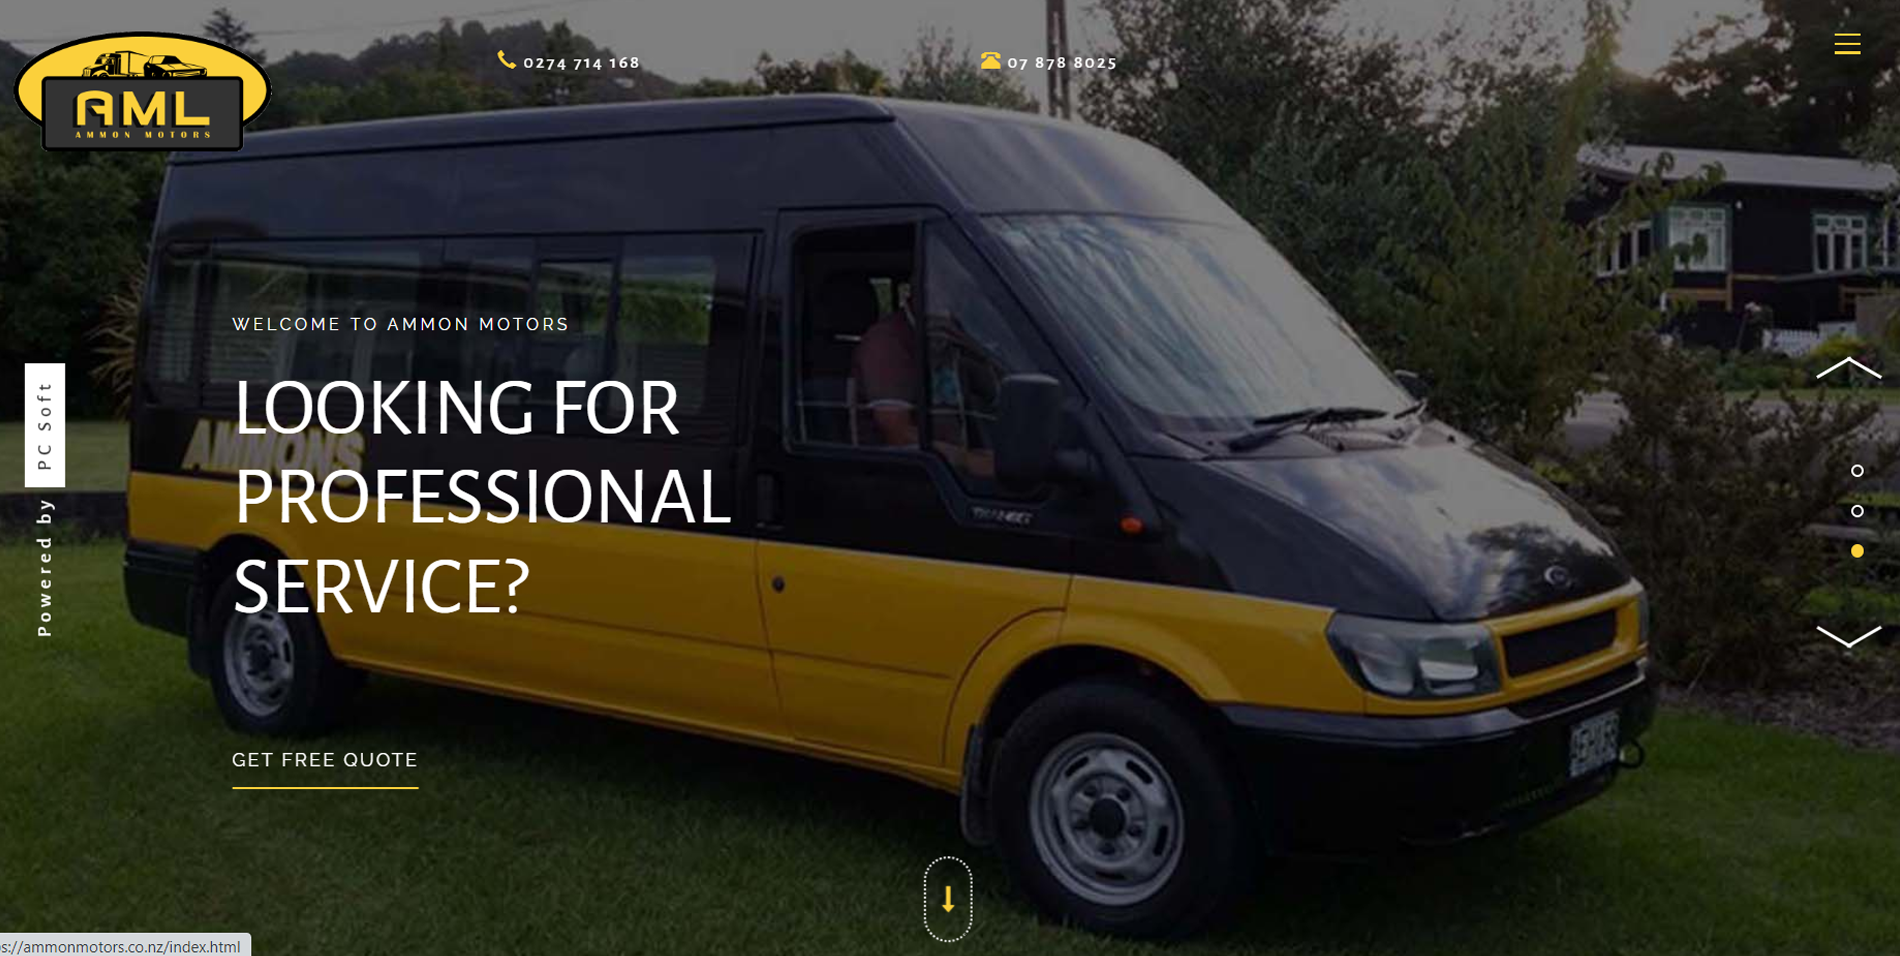 AML
AMMON MOTORS
0274 714 168
07 878 8025
WELCOME TO AMMON MOTORS
LOOKING FOR
PROFESSIONAL
SERVICE?
AMMONS
TRANSIT
Powered by PC Soft
GET FREE QUOTE
s://ammonmotors.co.nz/index.html